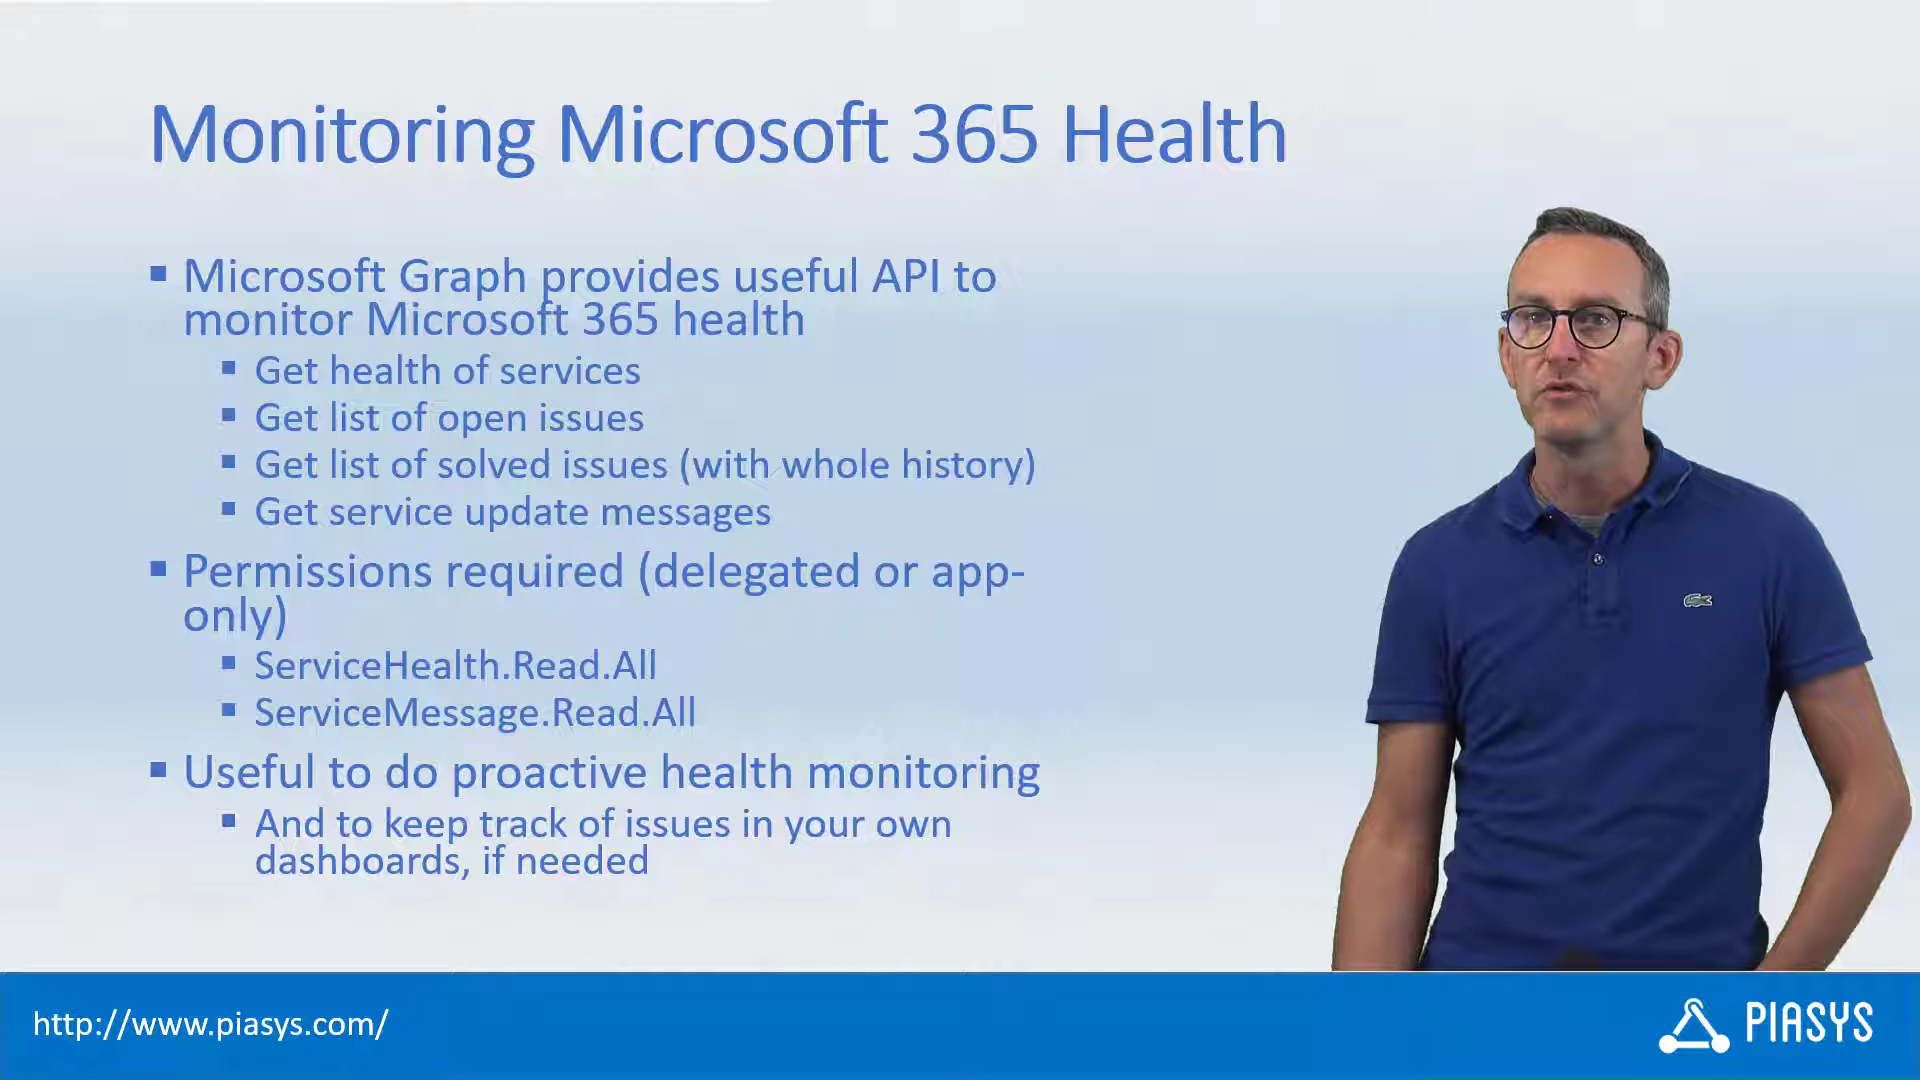 Monitoring Microsoft 365 Health
▪ Microsoft Graph provides useful API to
monitor Microsoft 365 health
▪ Get health of services
▪ Get list of open issues
▪ Get list of solved issues (with whole history)
▪ Get service update messages
▪ Permissions required (delegated or app-
only)
▪ ServiceHealth.Read.All
▪ ServiceMessage.Read.All
▪ Useful to do proactive health monitoring
▪ And to keep track of issues in your own
dashboards, if needed
http://www.piasys.com/
PIASYS